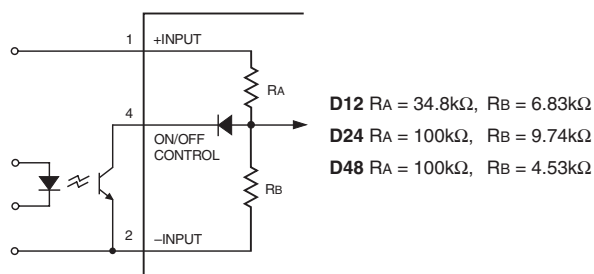 1 +INPUT
RA
4
ON/OFF
CONTROL
RB
2 –INPUT
D12 RA = 34.8kΩ, RB = 6.83kΩ
D24 RA = 100kΩ, RB = 9.74kΩ
D48 RA = 100kΩ, RB = 4.53kΩ